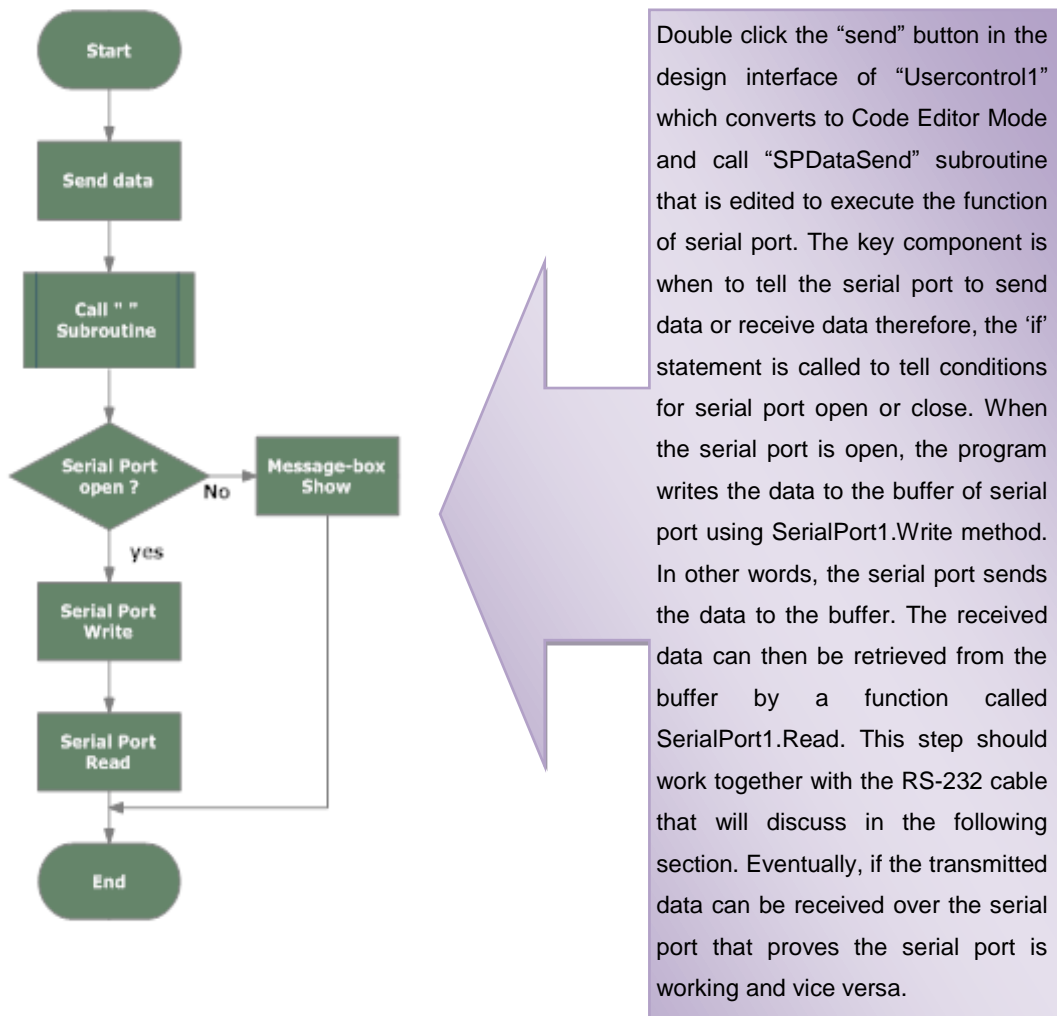 Start
Send data
Call " "
Subroutine
Serial Port
open ?
No
Message-box
Show
yes
Serial Port
Write
Serial Port
Read
End
Double click the “send” button in the
design interface of “Usercontrol1”
which converts to Code Editor Mode
and call “SPDataSend” subroutine
that is edited to execute the function
of serial port. The key component is
when to tell the serial port to send
data or receive data therefore, the ‘if’
statement is called to tell conditions
for serial port open or close. When
the serial port is open, the program
writes the data to the buffer of serial
port using SerialPort1.Write method.
In other words, the serial port sends
the data to the buffer. The received
data can then be retrieved from the
buffer by a function called
SerialPort1.Read. This step should
work together with the RS-232 cable
that will discuss in the following
section. Eventually, if the transmitted
data can be received over the serial
port that proves the serial port is
working and vice versa.